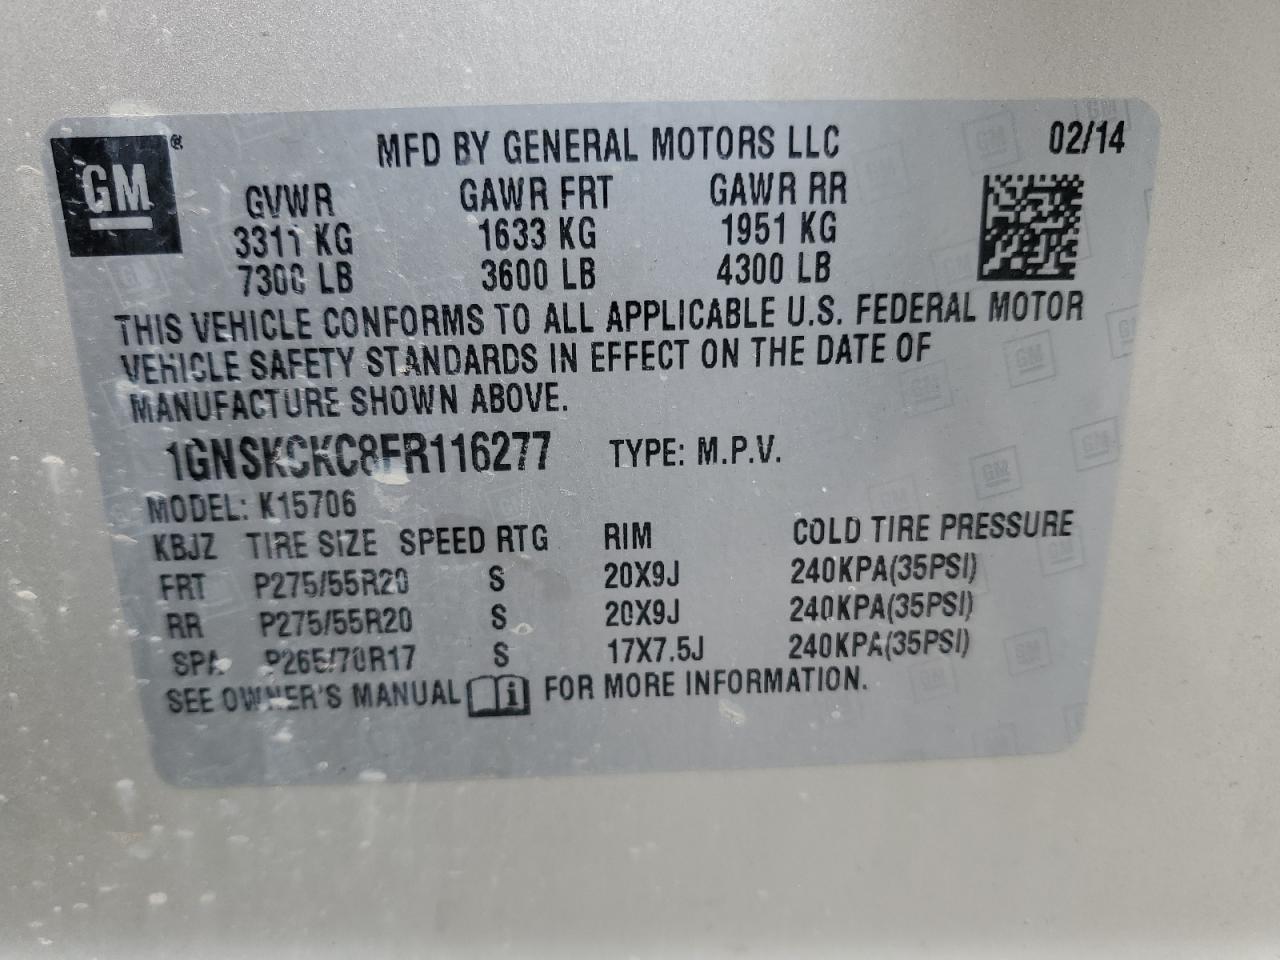 GM® MFD BY GENERAL MOTORS LLC 02/14
GVWR GAWR FRT GAWR RR
3311 KG 1633 KG 1951 KG
7300 LB 3600 LB 4300 LB
THIS VEHICLE CONFORMS TO ALL APPLICABLE U.S. FEDERAL MOTOR
VEHICLE SAFETY STANDARDS IN EFFECT ON THE DATE OF
MANUFACTURE SHOWN ABOVE.
1GNSKCKC8FR116277 TYPE: M.P.V.
MODEL: K15706
KBJZ TIRE SIZE SPEED RTG RIM COLD TIRE PRESSURE
FRT P275/55R20 S 20X9J 240KPA(35PSI)
RR P275/55R20 S 20X9J 240KPA(35PSI)
SPA P265/70R17 S 17X7.5J 240KPA(35PSI)
SEE OWNER'S MANUAL i FOR MORE INFORMATION.